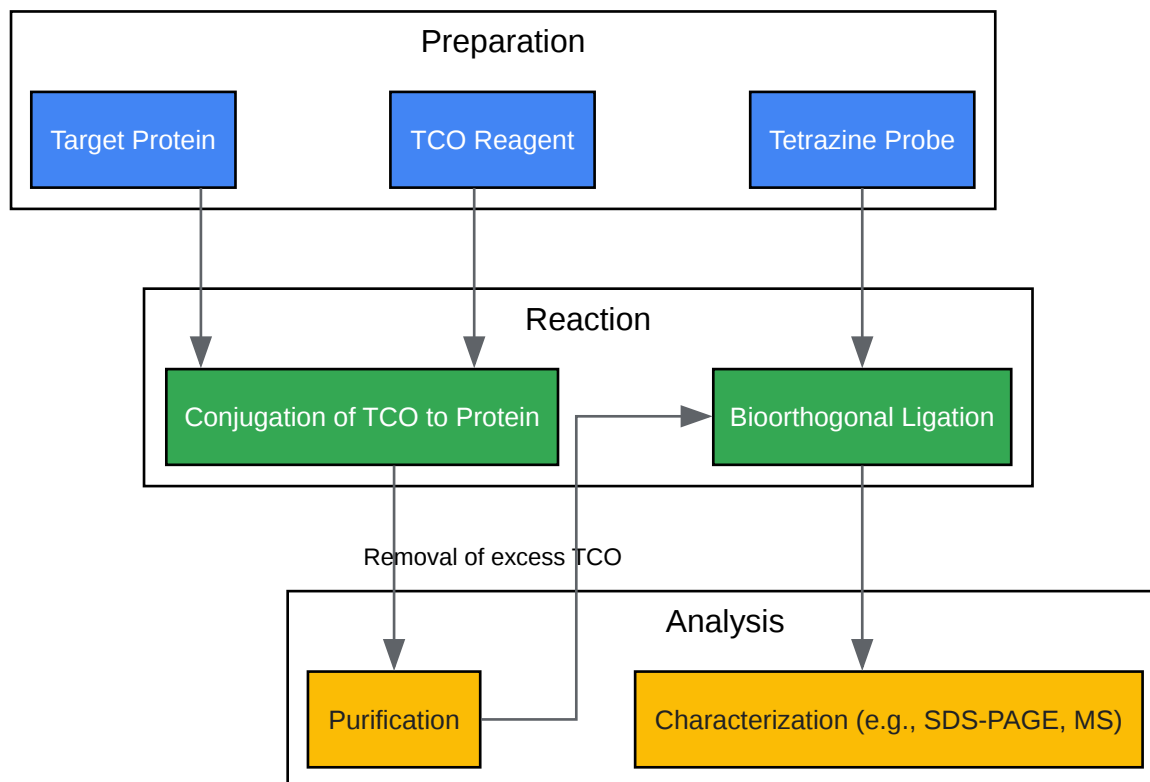 Preparation
Target Protein
TCO Reagent
Tetrazine Probe
Reaction
Conjugation of TCO to Protein
Bioorthogonal Ligation
Removal of excess TCO
Analysis
Purification
Characterization (e.g., SDS-PAGE, MS)